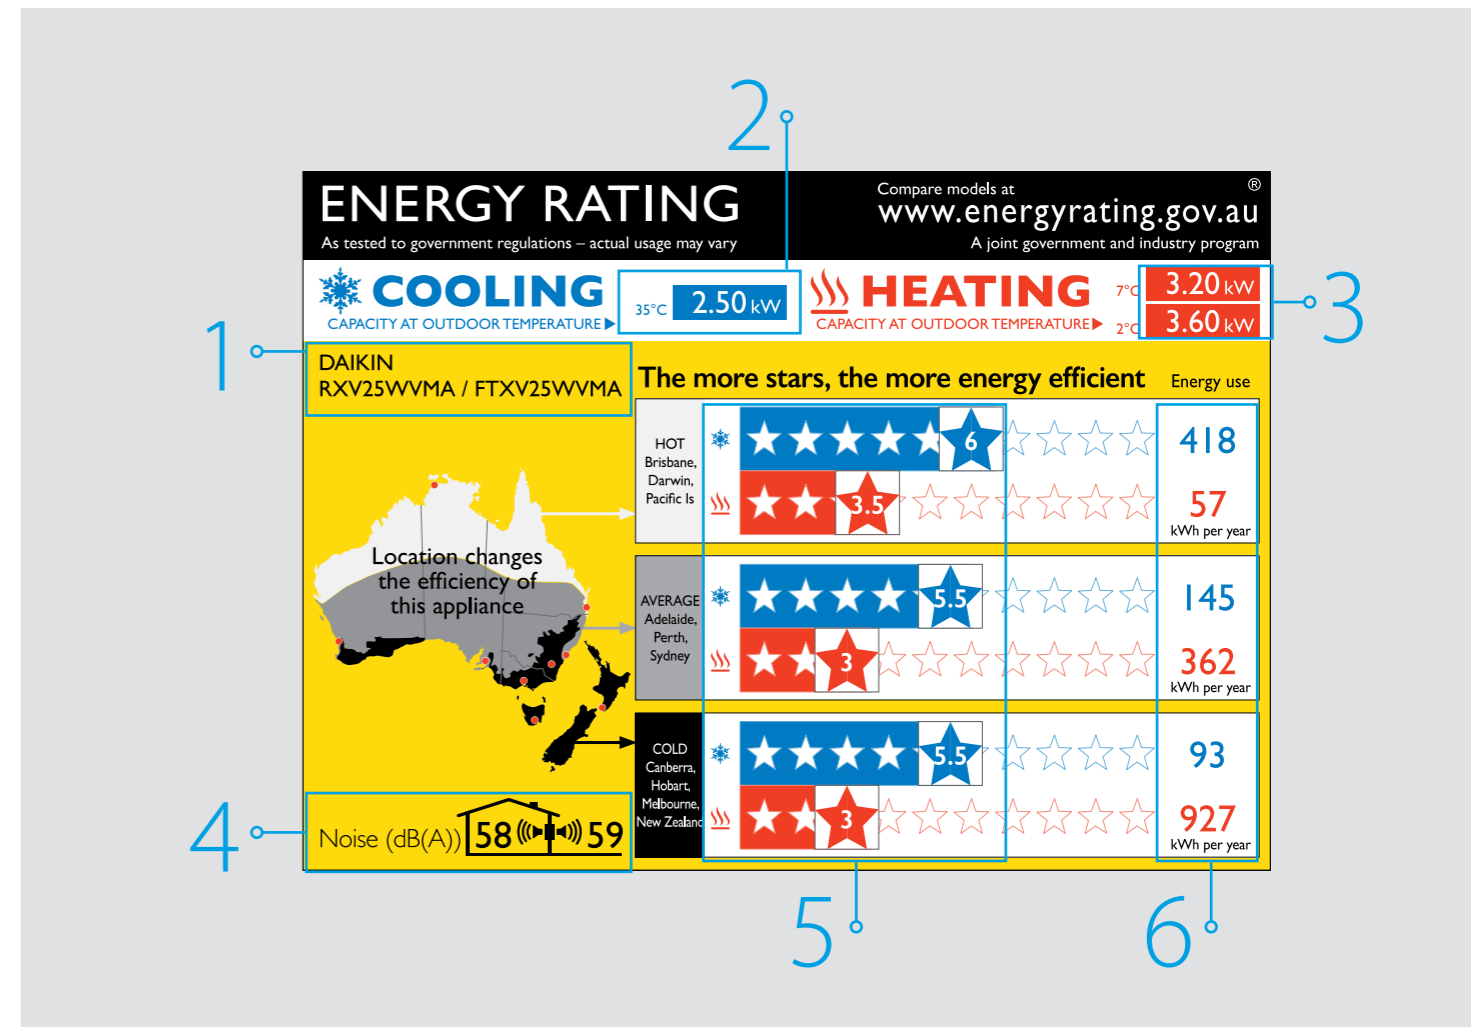 2
ENERGY RATING
As tested to government regulations – actual usage may vary
Compare models at
®
www.energyrating.gov.au
A joint government and industry program
COOLING
CAPACITY AT OUTDOOR TEMPERATURE
35°C 2.50 kW
HEATING
CAPACITY AT OUTDOOR TEMPERATURE
7°C 3.20 kW
2°C 3.60 kW
3
1
DAIKIN
RXV25WVMA / FTXV25WVMA
The more stars, the more energy efficient
Energy use
Location changes
the efficiency of
this appliance
HOT
Brisbane,
Darwin,
Pacific Is
6
418
3.5
57
kWh per year
AVERAGE
Adelaide,
Perth,
Sydney
5.5
145
3
362
kWh per year
COLD
Canberra,
Hobart,
Melbourne,
New Zealand
5.5
93
3
927
kWh per year
4
Noise (dB(A)) 58 59
5
6